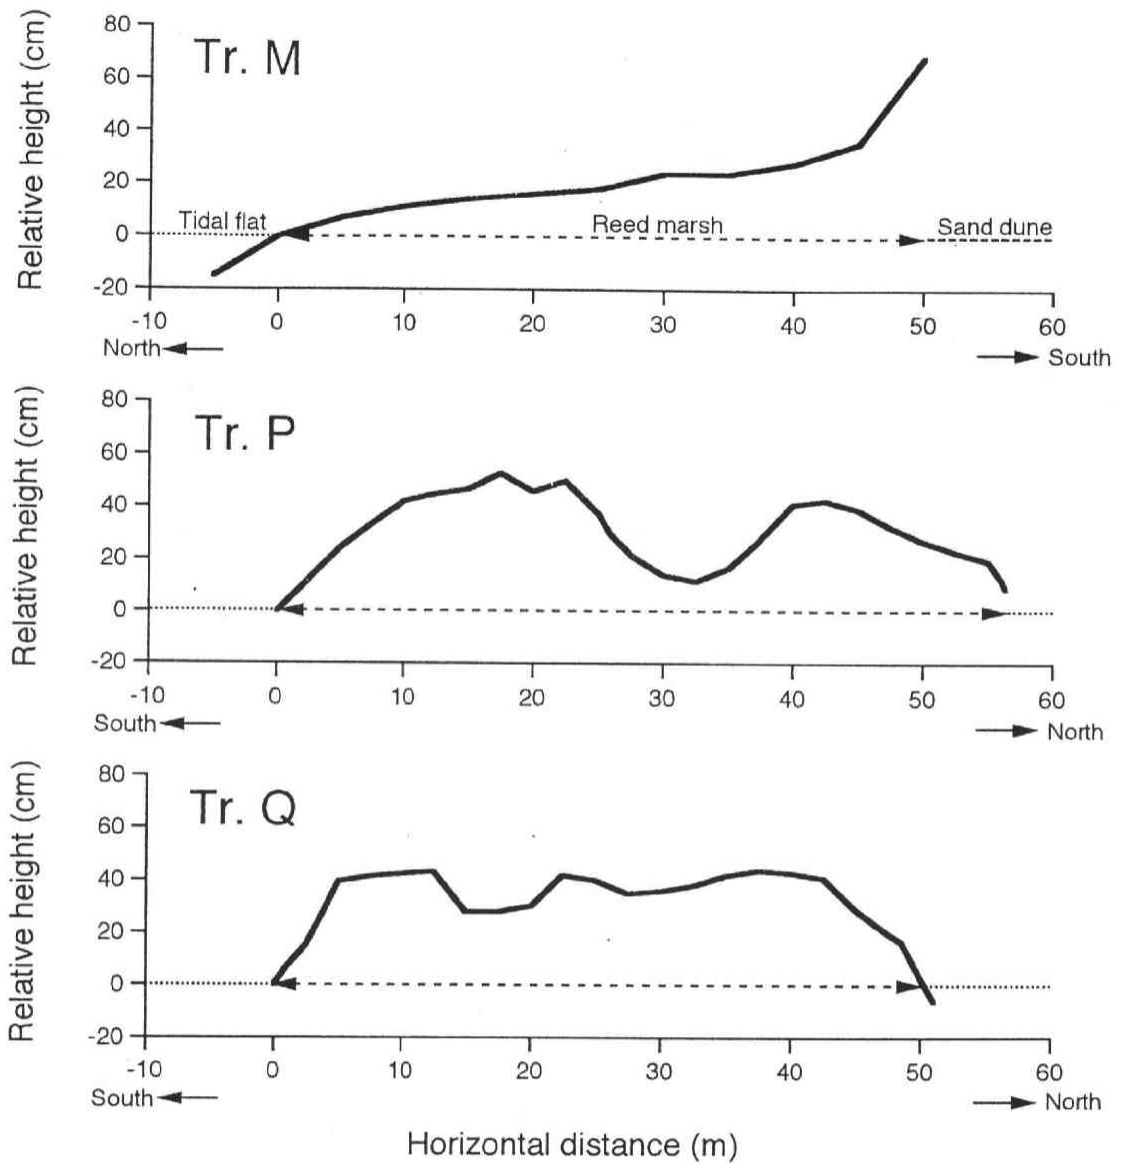 Relative height (cm)
Tr. M
80
60
40
20
0
-20
Tidal flat
Reed marsh
Sand dune
-10 0 10 20 30 40 50 60
North
South
Relative height (cm)
Tr. P
80
60
40
20
0
-20
-10 0 10 20 30 40 50 60
South
North
Relative height (cm)
Tr. Q
80
60
40
20
0
-20
-10 0 10 20 30 40 50 60
South
North
Horizontal distance (m)